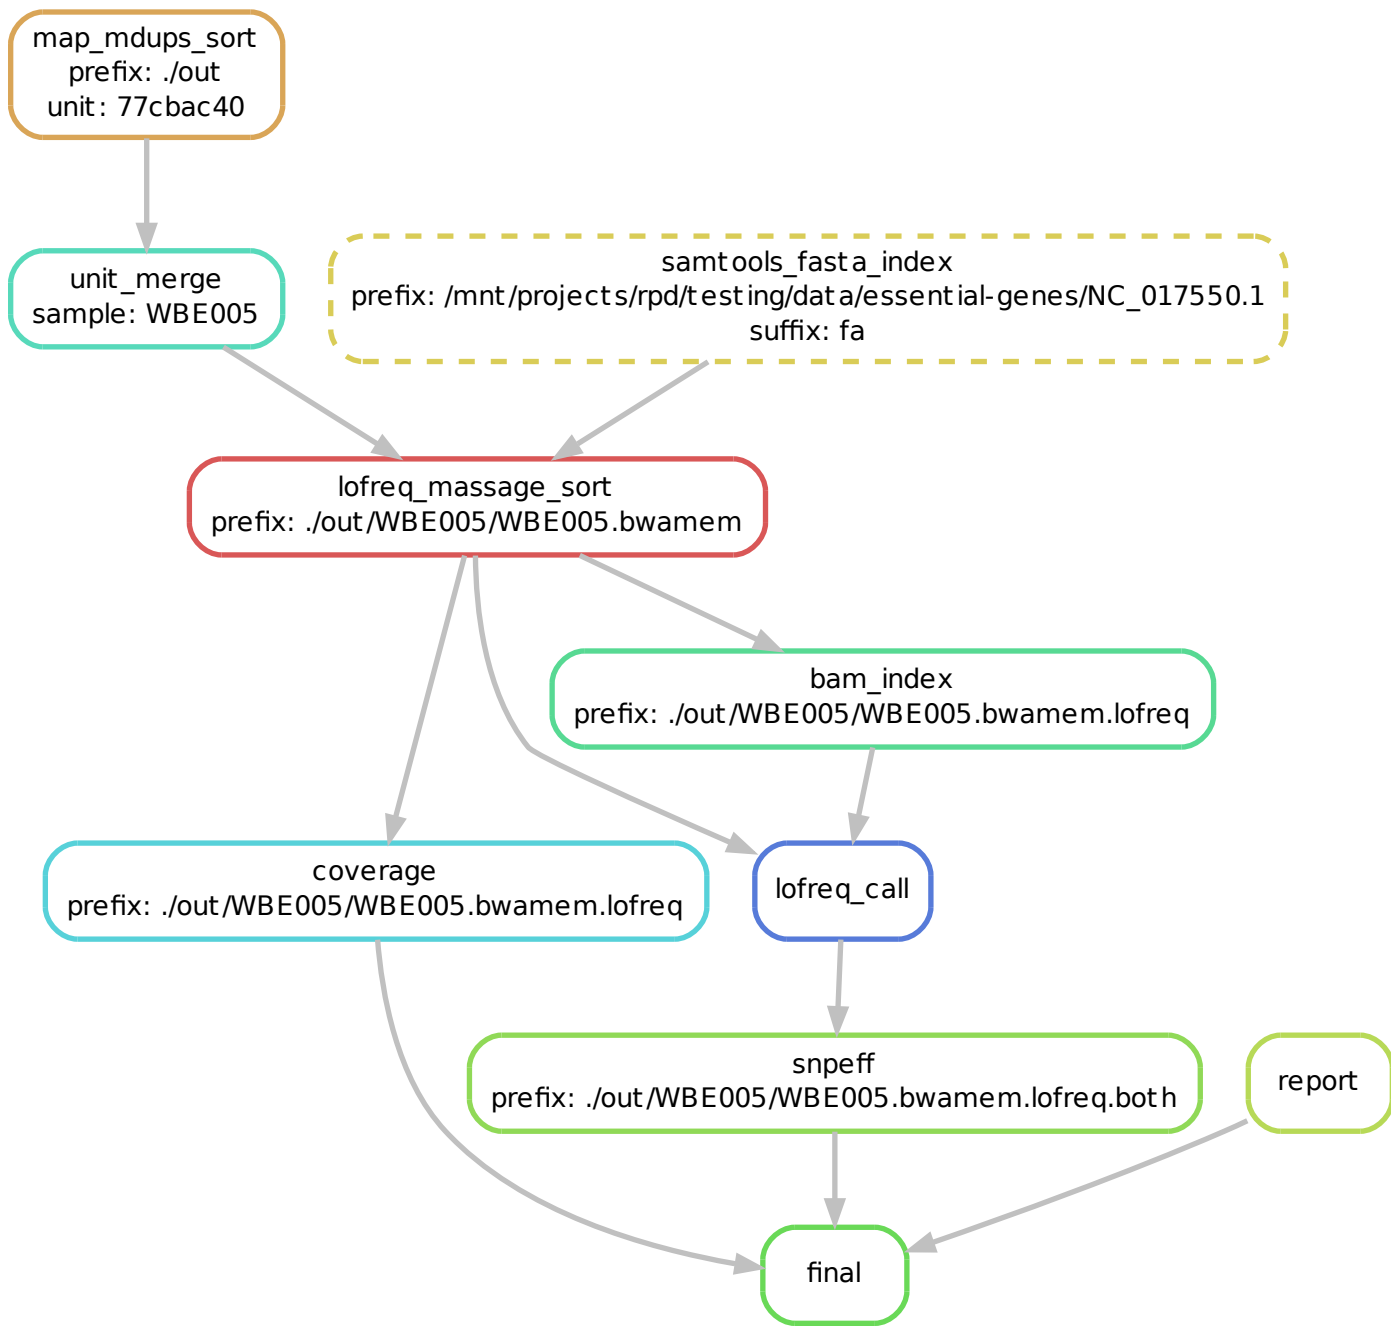 map_mdups_sort
prefix: ./out
unit: 77cbac40
unit_merge
sample: WBE005
samtools_fasta_index
prefix: /mnt/projects/rpd/testing/data/essential-genes/NC_017550.1
suffix: fa
lofreq_massage_sort
prefix: ./out/WBE005/WBE005.bwamem
bam_index
prefix: ./out/WBE005/WBE005.bwamem.lofreq
coverage
prefix: ./out/WBE005/WBE005.bwamem.lofreq
lofreq_call
snpeff
prefix: ./out/WBE005/WBE005.bwamem.lofreq.both
report
final